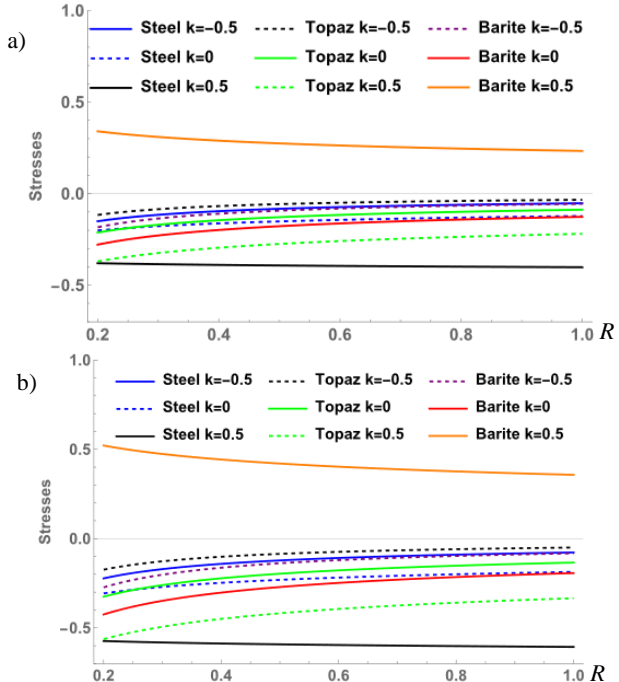 a)
1.0
Steel k=−0.5 Topaz k=−0.5 Barite k=−0.5
Steel k=0 Topaz k=0 Barite k=0
Steel k=0.5 Topaz k=0.5 Barite k=0.5
0.5
Stresses
0.0
−0.5
0.2 0.4 0.6 0.8 1.0 R
b)
1.0
Steel k=−0.5 Topaz k=−0.5 Barite k=−0.5
Steel k=0 Topaz k=0 Barite k=0
Steel k=0.5 Topaz k=0.5 Barite k=0.5
0.5
Stresses
0.0
−0.5
0.2 0.4 0.6 0.8 1.0 R